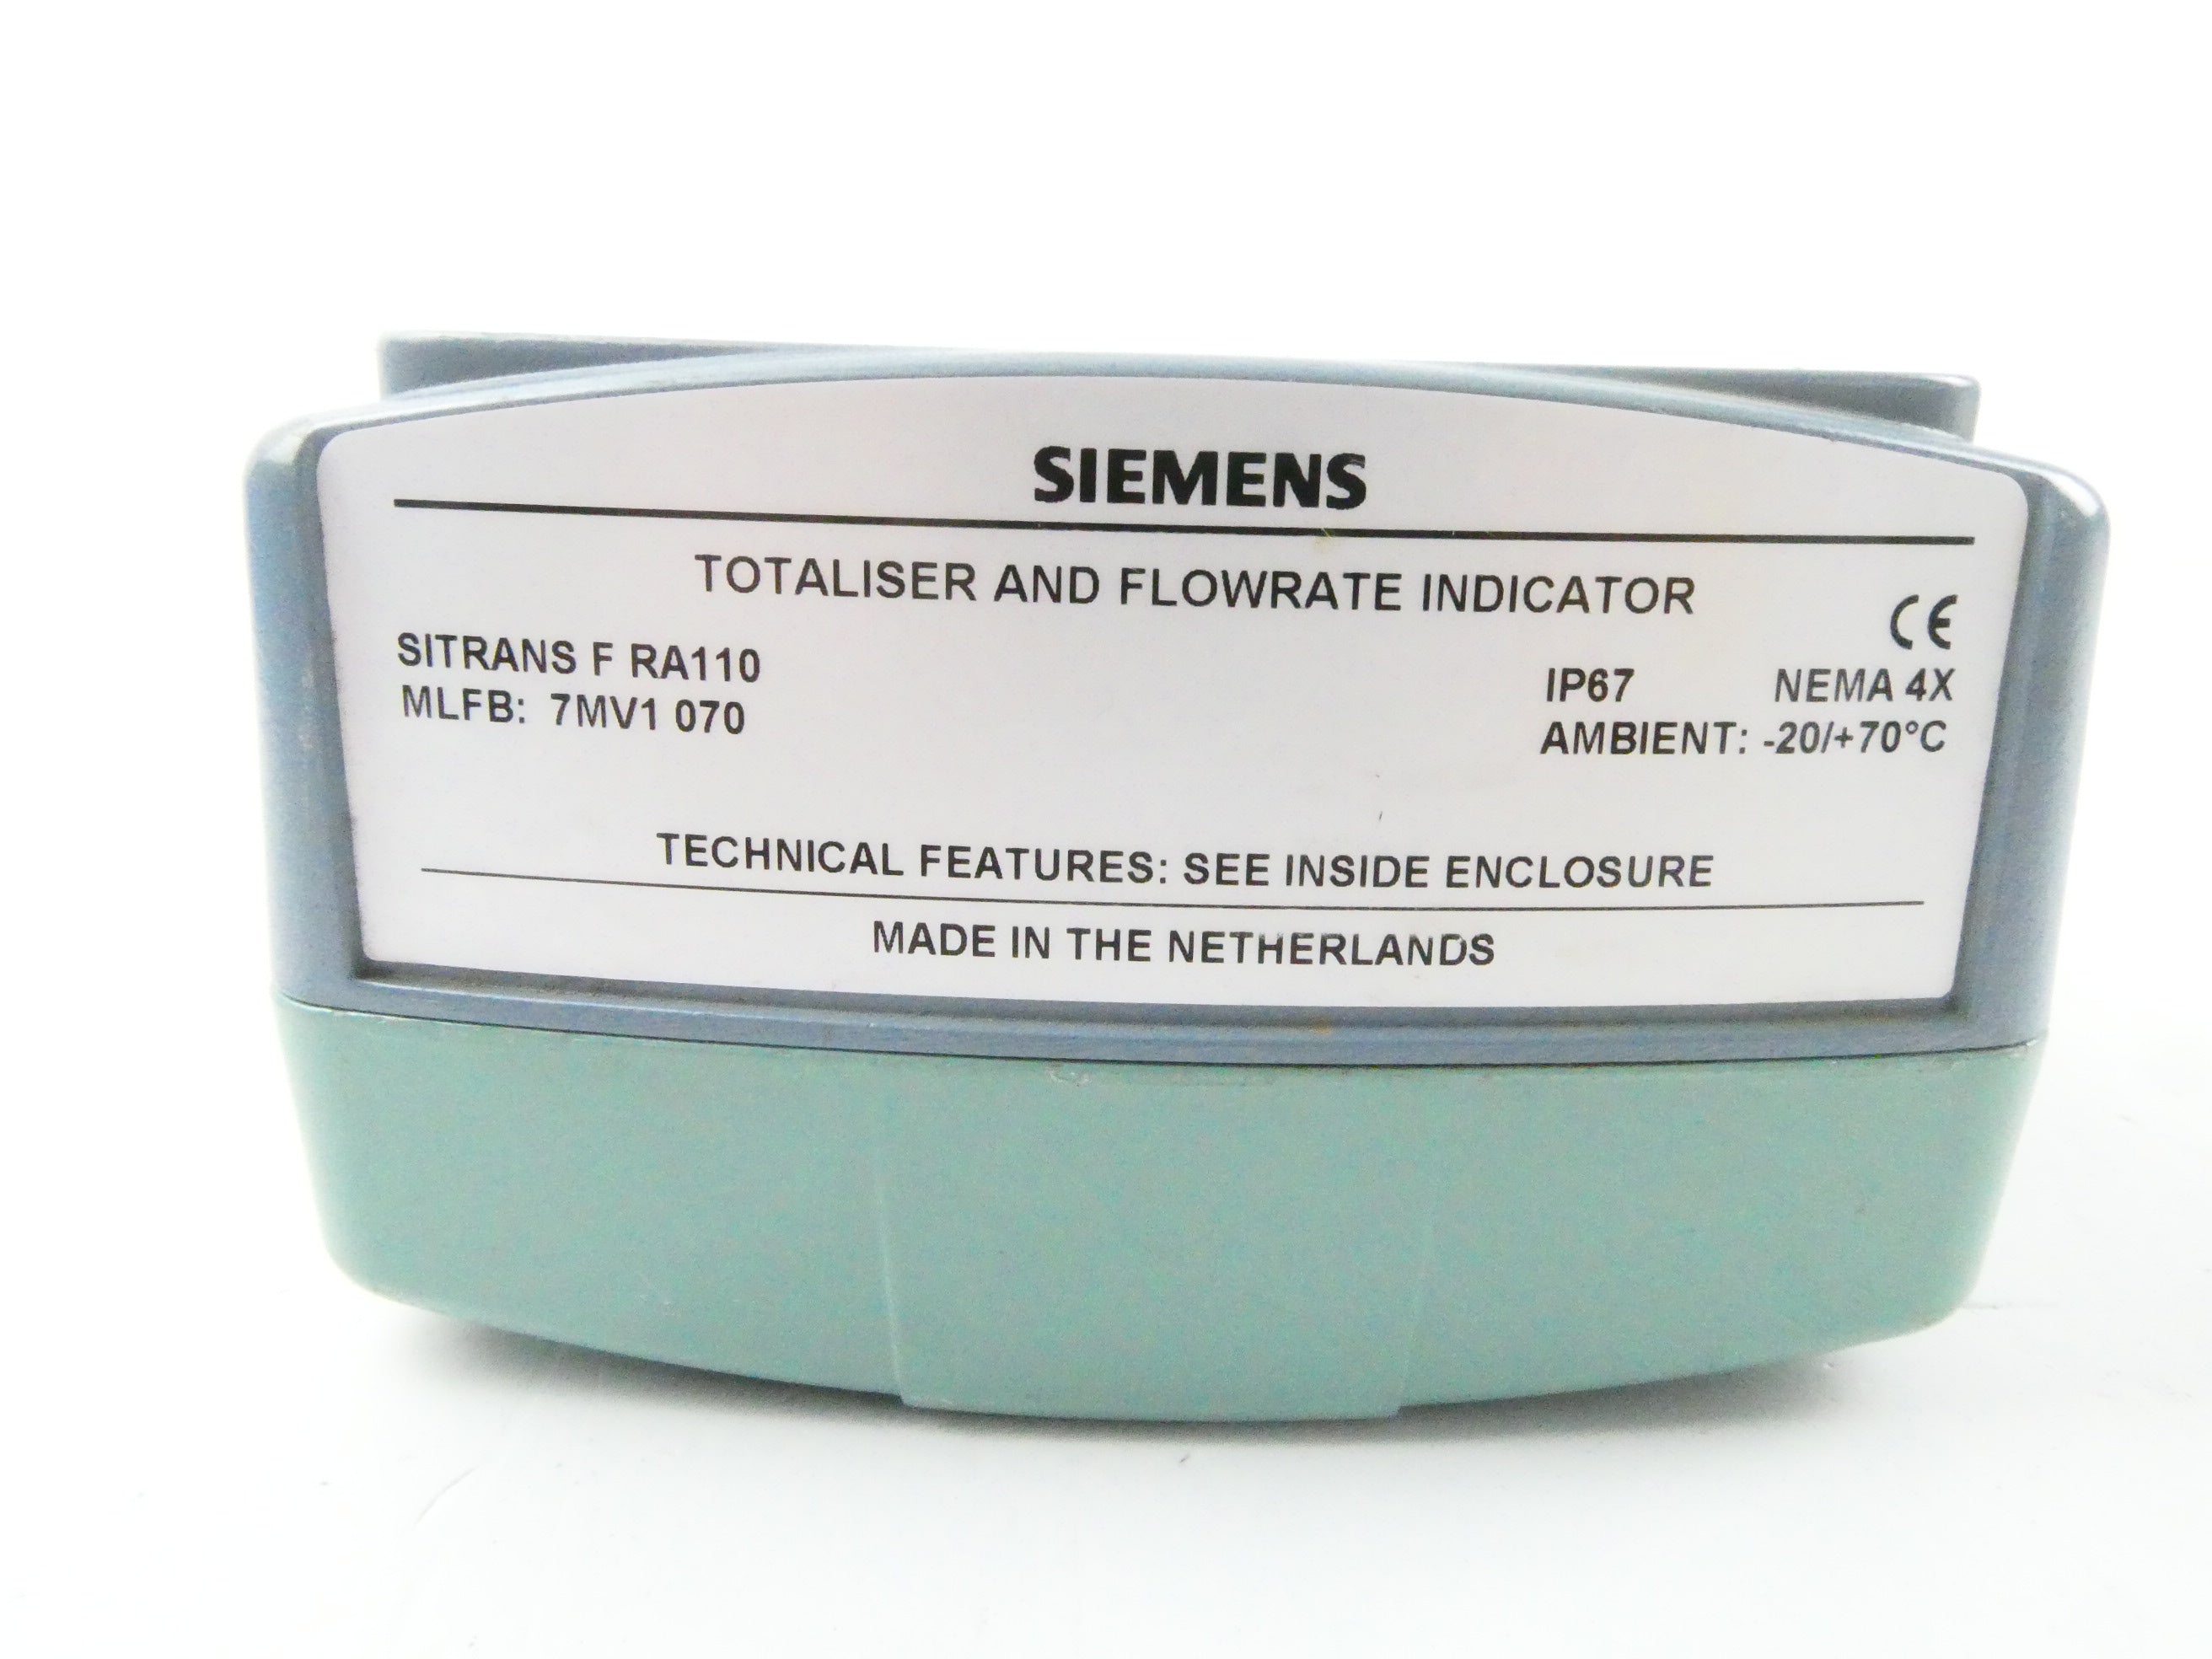 SIEMENS
TOTALISER AND FLOWRATE INDICATOR
CE
SITRANS F RA110
MLFB: 7MV1 070
IP67 NEMA 4X
AMBIENT: -20/+70°C
TECHNICAL FEATURES: SEE INSIDE ENCLOSURE
MADE IN THE NETHERLANDS